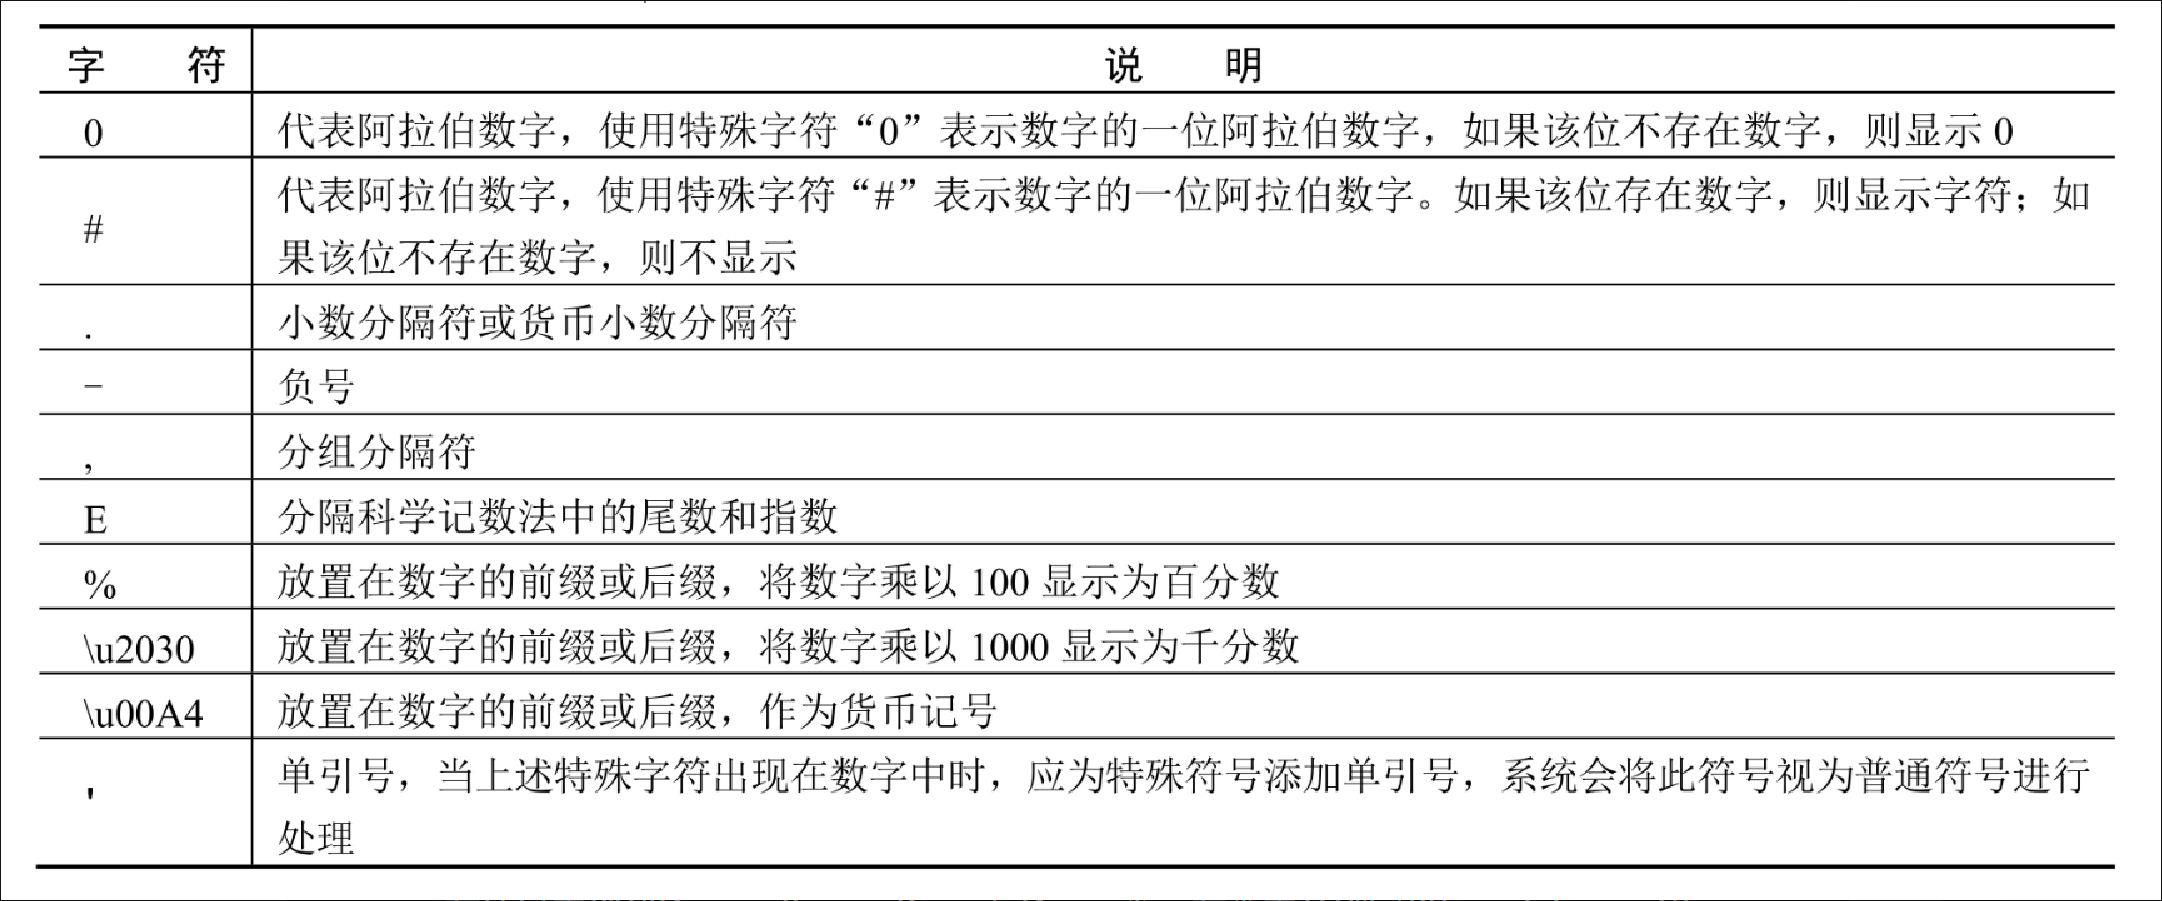 字 符 说 明
0 代表阿拉伯数字，使用特殊字符“0”表示数字的一位阿拉伯数字，如果该位不存在数字，则显示 0
代表阿拉伯数字，使用特殊字符“#”表示数字的一位阿拉伯数字。如果该位存在数字，则显示字符；如
#
果该位不存在数字，则不显示
. 小数分隔符或货币小数分隔符
- 负号
, 分组分隔符
E 分隔科学记数法中的尾数和指数
% 放置在数字的前缀或后缀，将数字乘以 100 显示为百分数
\u2030 放置在数字的前缀或后缀，将数字乘以 1000 显示为千分数
\u00A4 放置在数字的前缀或后缀，作为货币记号
单引号，当上述特殊字符出现在数字中时，应为特殊符号添加单引号，系统会将此符号视为普通符号进行
'
处理